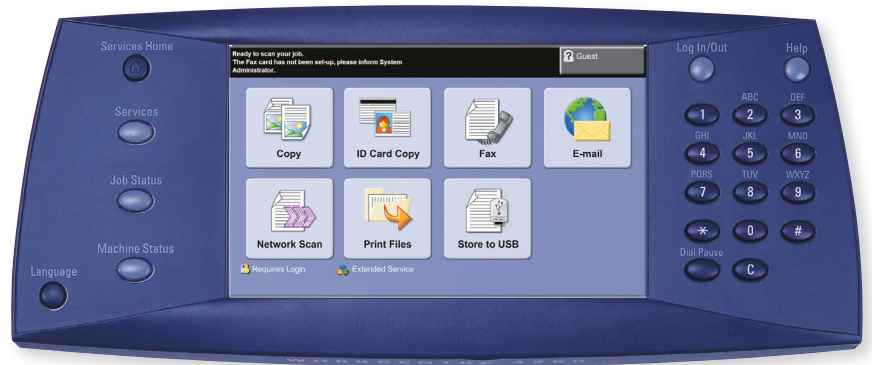 Services Home
Services
Job Status
Machine Status
Language
Ready to scan your job.
The Fax card has not been set-up, please inform System
Administrator.
? Guest
Copy
ID Card Copy
Fax
E-mail
Network Scan
Print Files
Store to USB
Requires Login
Extended Service
Log In/Out
Help
ABC DEF
1 2 3
GHI JKL MNO
4 5 6
PQRS TUV WXYZ
7 8 9
* 0 #
Dial Pause
C
WORKCENTRE 4260